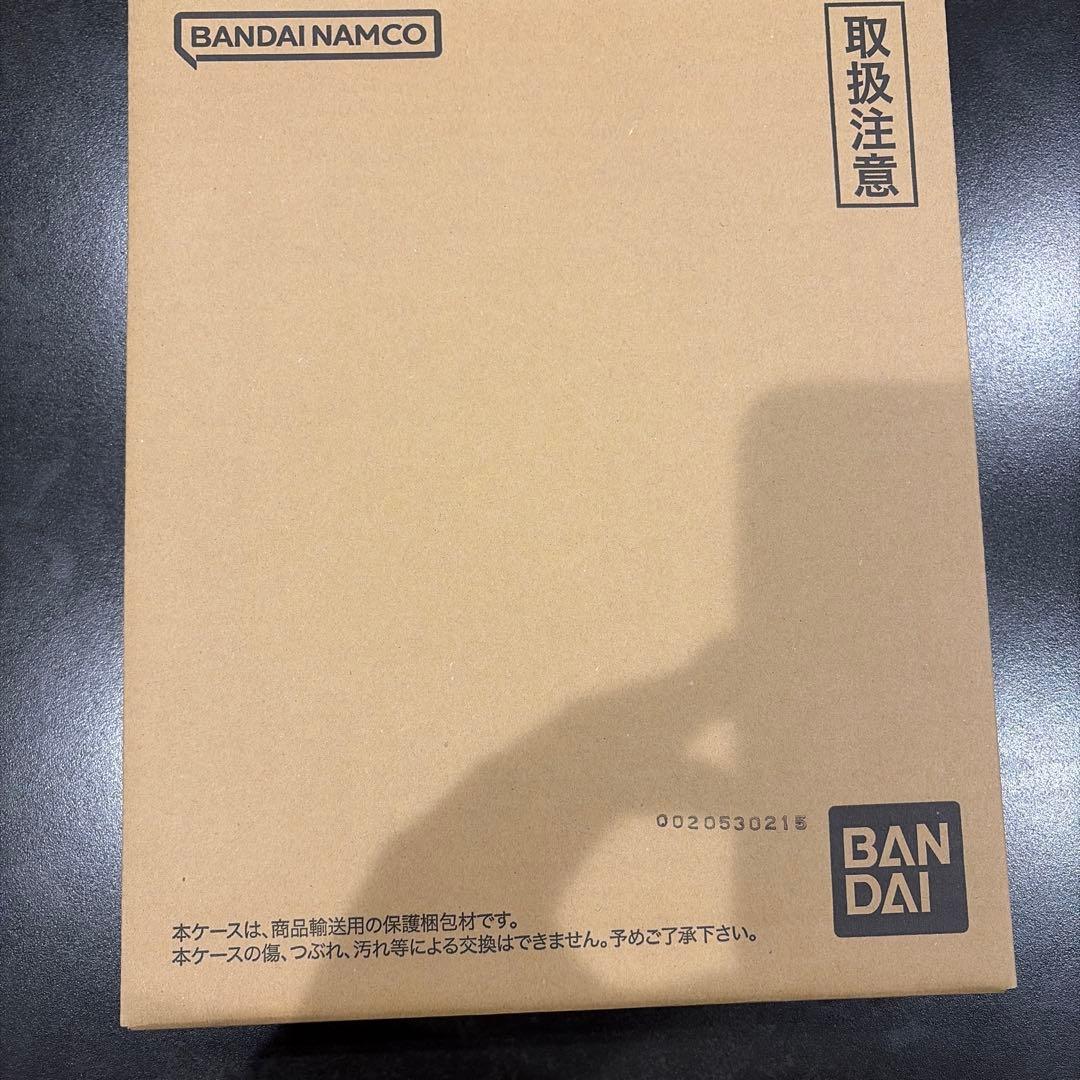 BANDAI NAMCO
取扱注意
0020530215
BAN
DAI
本ケースは、商品輸送用の保護梱包材です。
本ケースの傷、つぶれ、汚れ等による交換はできません。予めご了承下さい。